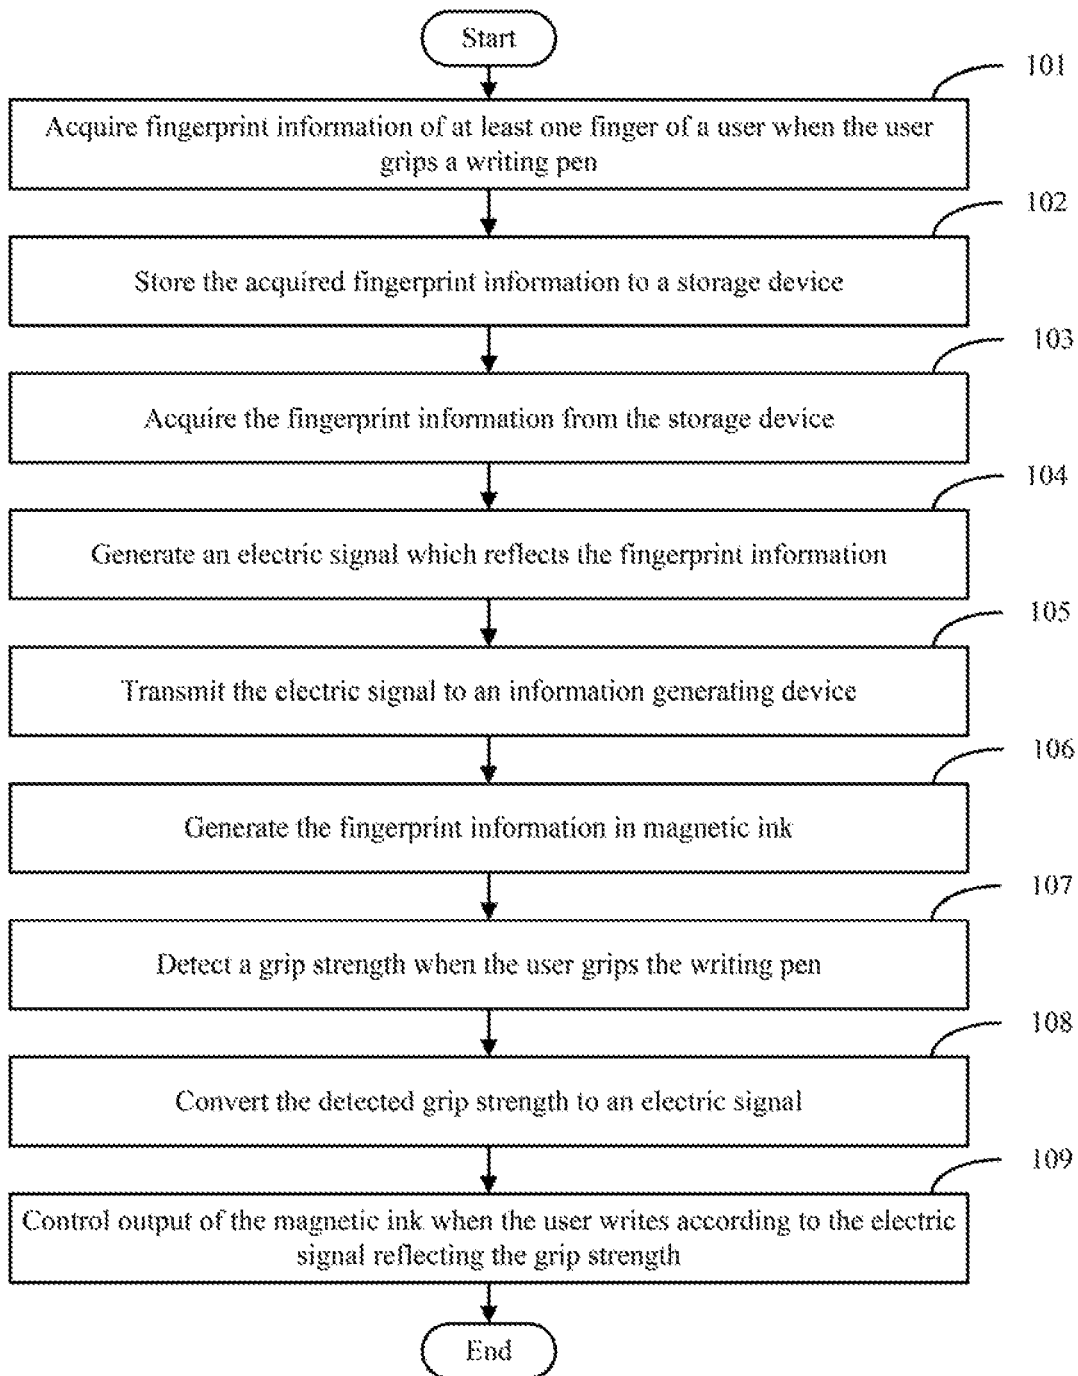 Start
101
Acquire fingerprint information of at least one finger of a user when the user
grips a writing pen
102
Store the acquired fingerprint information to a storage device
103
Acquire the fingerprint information from the storage device
104
Generate an electric signal which reflects the fingerprint information
105
Transmit the electric signal to an information generating device
106
Generate the fingerprint information in magnetic ink
107
Detect a grip strength when the user grips the writing pen
108
Convert the detected grip strength to an electric signal
109
Control output of the magnetic ink when the user writes according to the electric
signal reflecting the grip strength
End